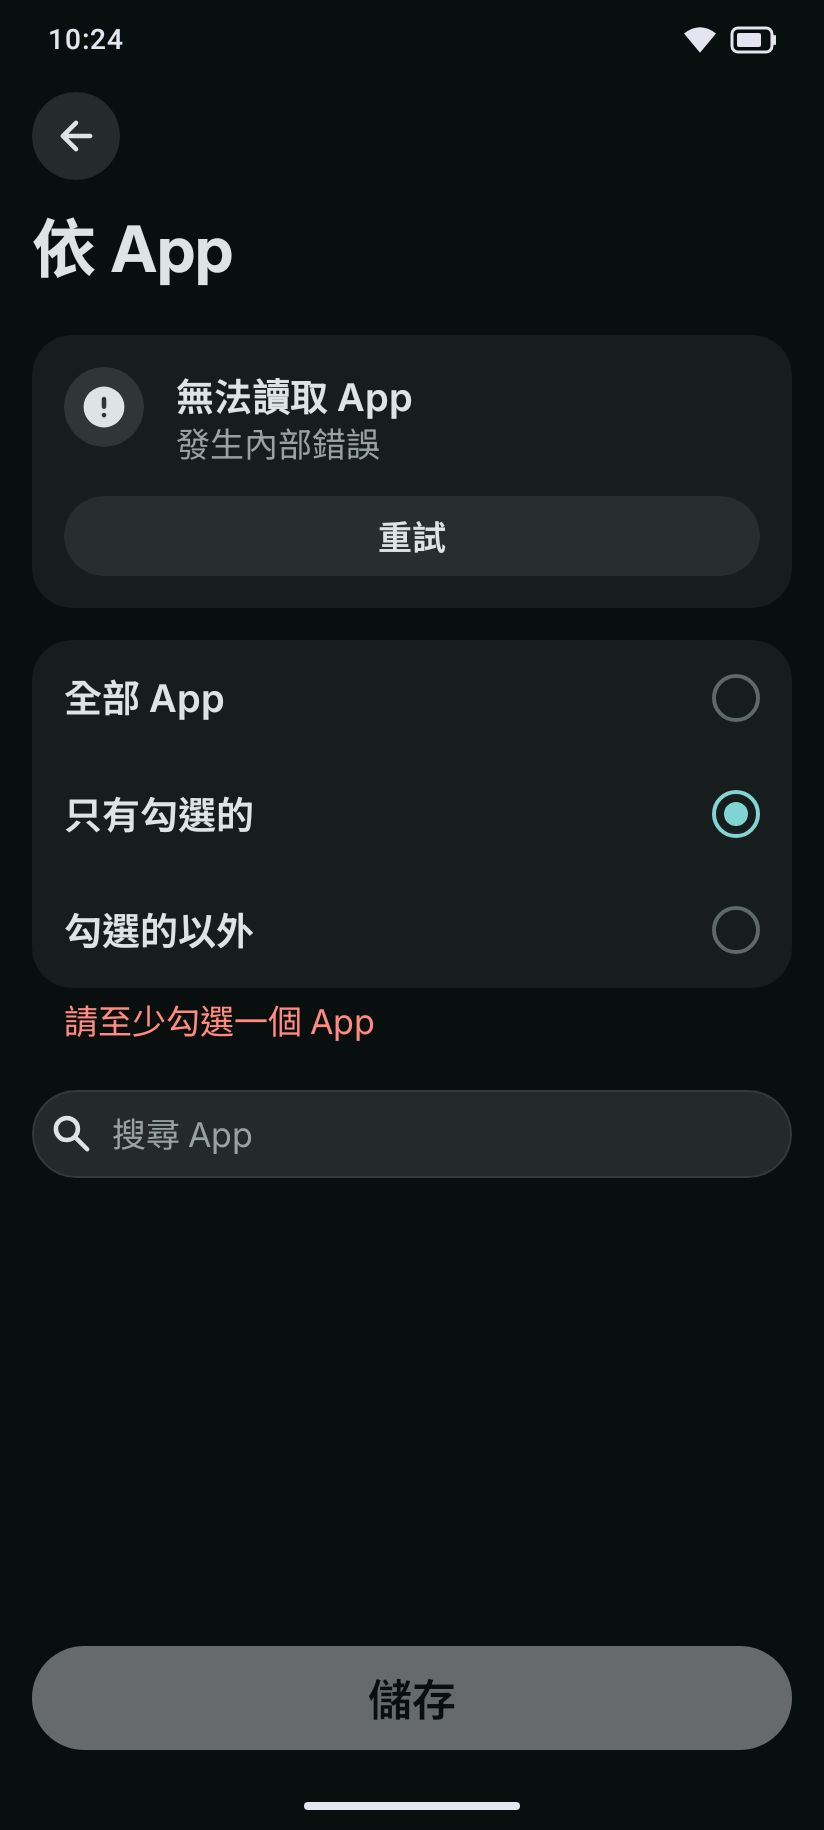 10:24
依 App
無法讀取 App
發生內部錯誤
重試
全部 App
只有勾選的
勾選的以外
請至少勾選一個 App
搜尋 App
儲存